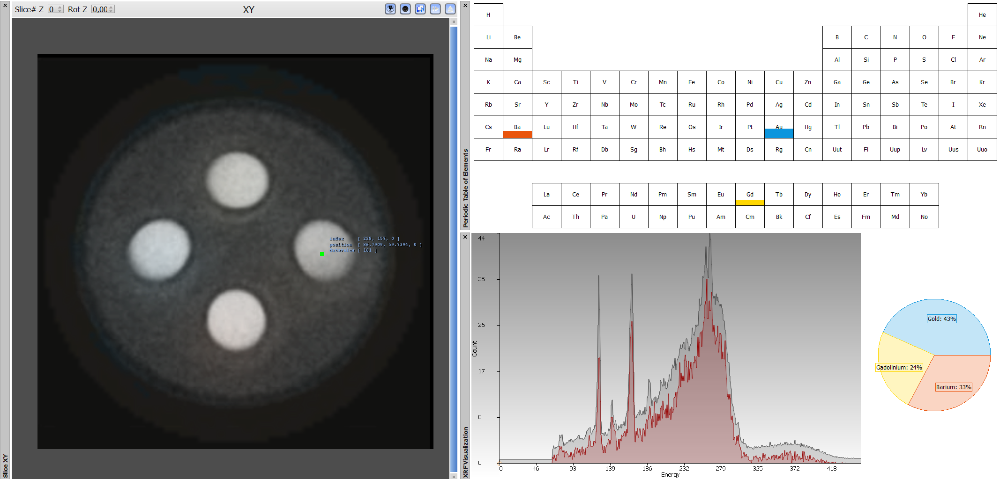 Slice# Z 0 Rot Z 0,00 XY
index [ 228, 157, 0 ]
position [ 86.7909, 59.7394, 0 ]
datavalue [ 161 ]
Slice XY
Periodic Table of Elements
H He
Li Be B C N O F Ne
Na Mg Al Si P S Cl Ar
K Ca Sc Ti V Cr Mn Fe Co Ni Cu Zn Ga Ge As Se Br Kr
Rb Sr Y Zr Nb Mo Tc Ru Rh Pd Ag Cd In Sn Sb Te I Xe
Cs Ba Lu Hf Ta W Re Os Ir Pt Au Hg Tl Pb Bi Po At Rn
Fr Ra Lr Rf Db Sg Bh Hs Mt Ds Rg Cn Uut Fl Uup Lv Uus Uuo
La Ce Pr Nd Pm Sm Eu Gd Tb Dy Ho Er Tm Yb
Ac Th Pa U Np Pu Am Cm Bk Cf Es Fm Md No
XRF Visualization
44
35
26
17
8
0
Count
0 46 93 139 186 232 279 325 372 418
Energy
Gold: 43%
Gadolinium: 24%
Barium: 33%